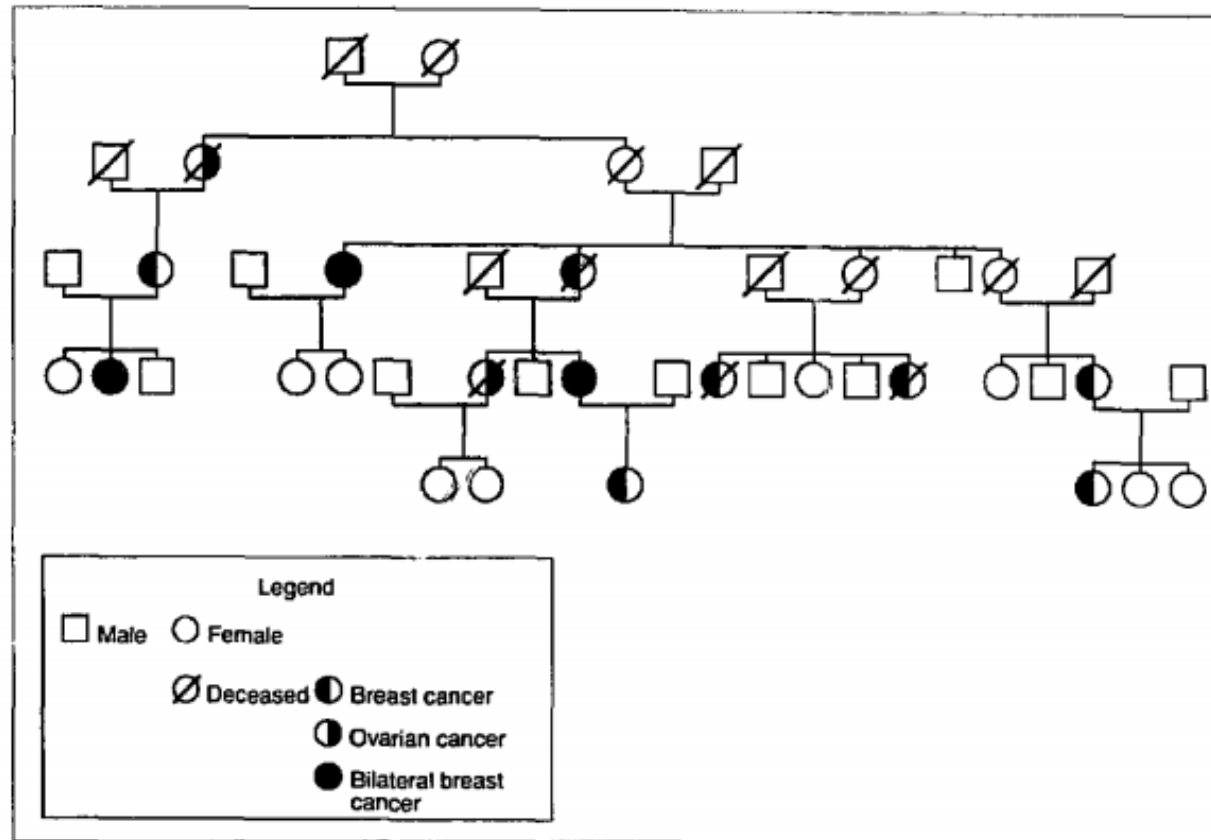 Legend
Male Female
Deceased Breast cancer
Ovarian cancer
Bilateral breast
cancer